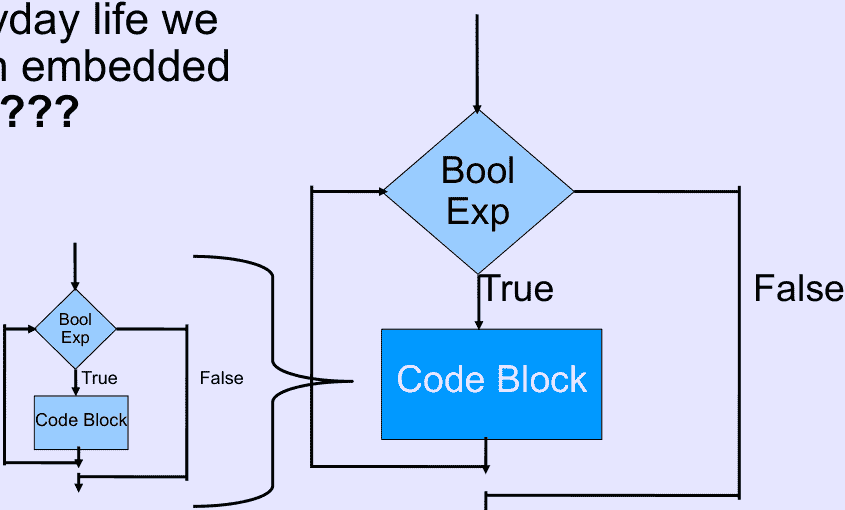 yday life we
n embedded
????
Bool
Exp
True
False
Code Block
Bool
Exp
True
False
Code Block